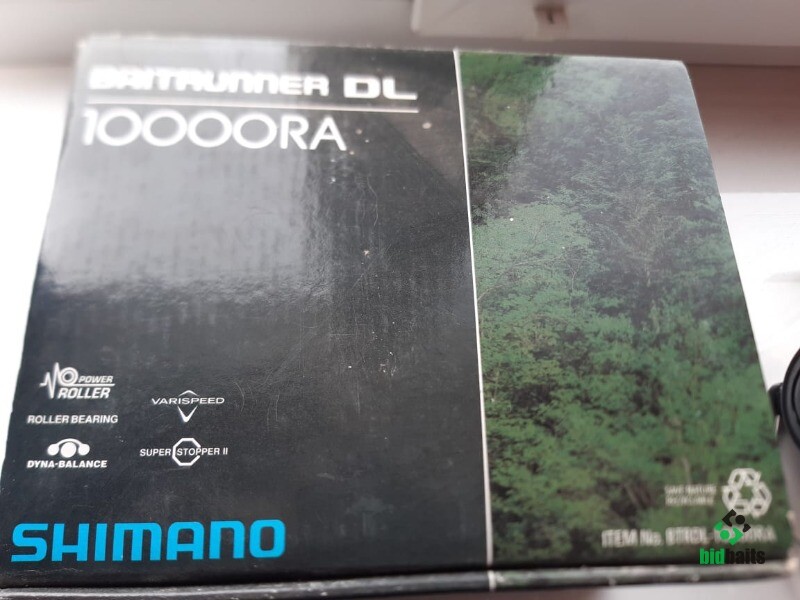 BAITRUNNER DL
10000RA
POWER
ROLLER
ROLLER BEARING
VARISPEED
DYNA-BALANCE
SUPER STOPPER II
SHIMANO
ITEM No.
bidbaits